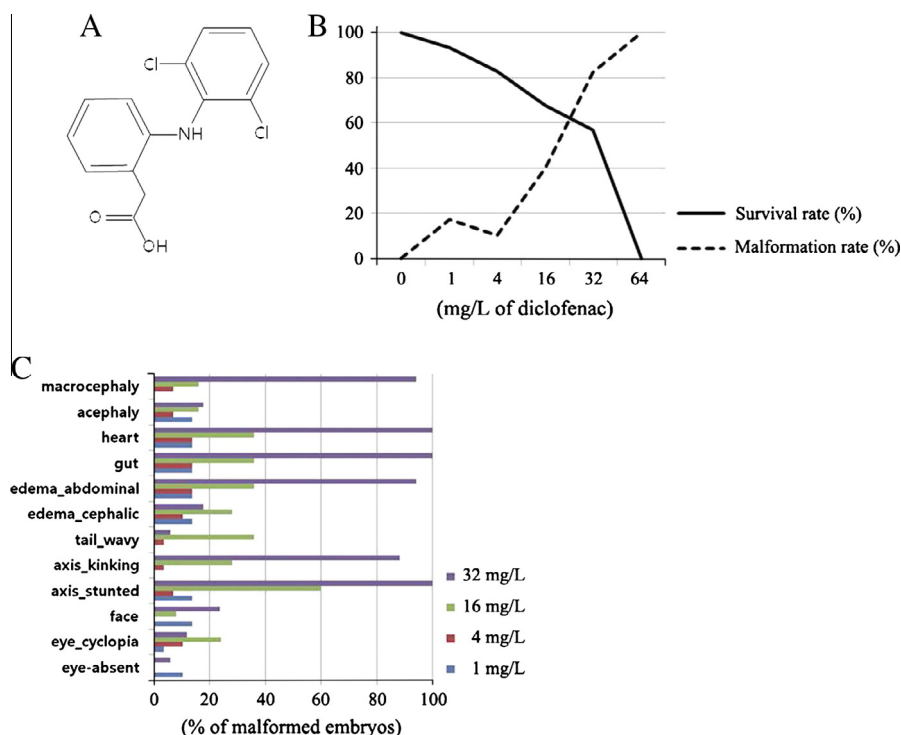 A
Cl
NH
Cl
O
OH
B
100
80
60
40
20
0
0 1 4 16 32 64
(mg/L of diclofenac)
Survival rate (%)
Malformation rate (%)
C
macrocephaly
acephaly
heart
gut
edema_abdominal
edema_cephalic
tail_wavy
axis_kinking
axis_stunted
face
eye_cyclopia
eye-absent
0 20 40 60 80 100
(% of malformed embryos)
32 mg/L
16 mg/L
4 mg/L
1 mg/L